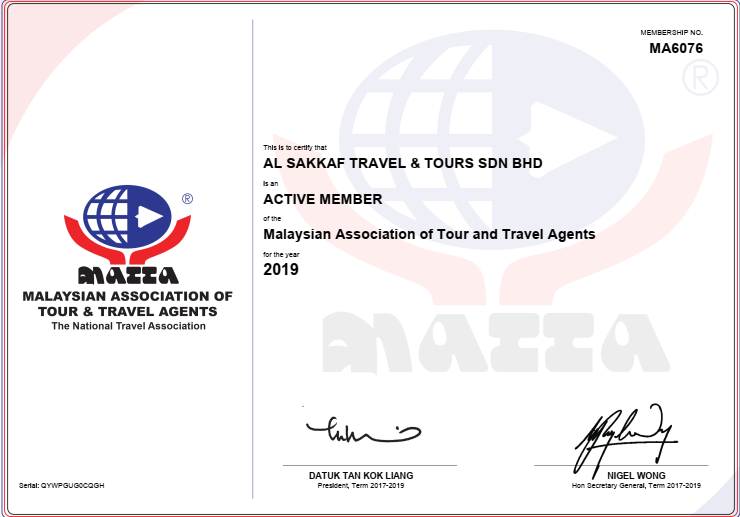 MEMBERSHIP NO.
MA6076
®
This is to certify that
AL SAKKAF TRAVEL & TOURS SDN BHD
is an
ACTIVE MEMBER
of the
Malaysian Association of Tour and Travel Agents
for the year
2019
®
MATTA
MALAYSIAN ASSOCIATION OF
TOUR & TRAVEL AGENTS
The National Travel Association
MATTA
DATUK TAN KOK LIANG
President, Term 2017-2019
NIGEL WONG
Hon Secretary General, Term 2017-2019
Serial: QYWPGUG0CQGH